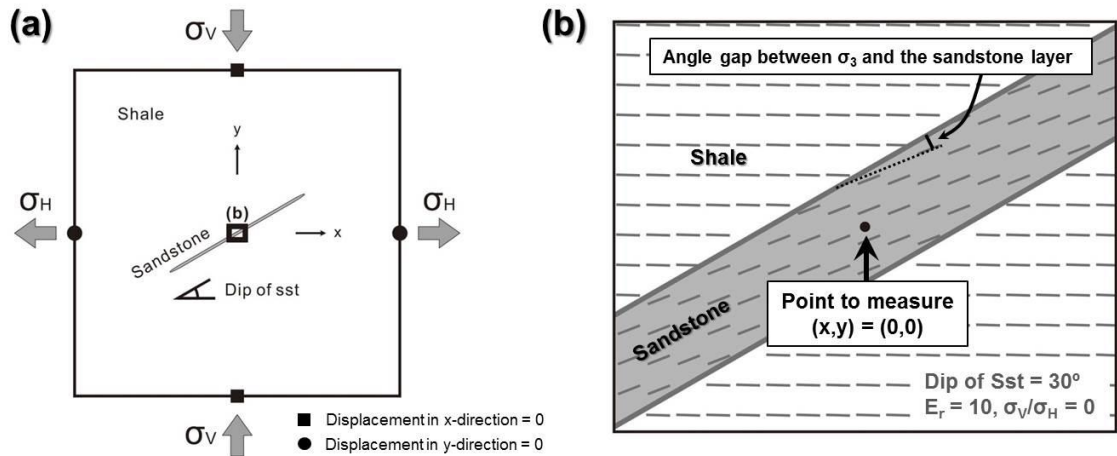 (a)
σV
Shale
y
σH
σH
(b)
x
Sandstone
Dip of sst
σV
Displacement in x-direction = 0
Displacement in y-direction = 0
(b)
Angle gap between σ3 and the sandstone layer
Shale
Point to measure
(x,y) = (0,0)
Sandstone
Dip of Sst = 30º
Er = 10, σV/σH = 0